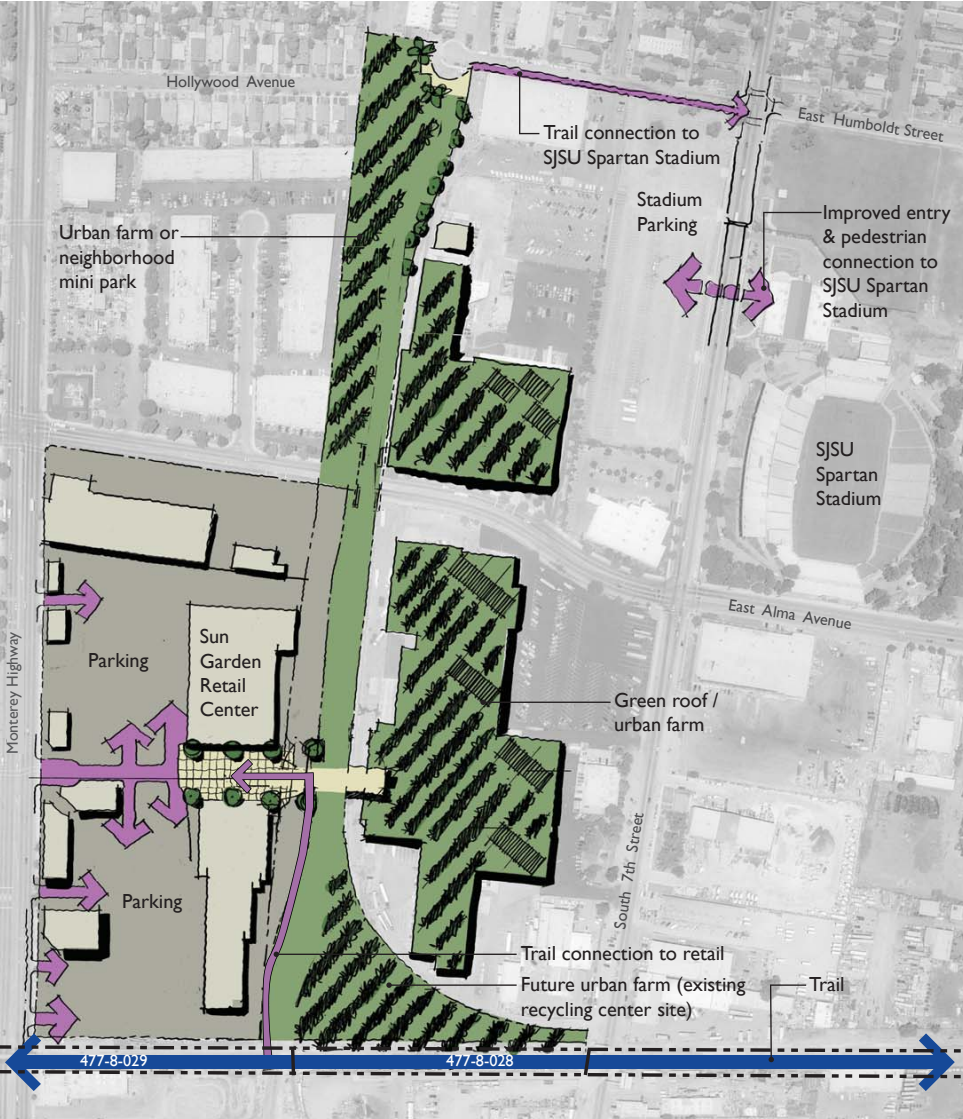 Hollywood Avenue
East Humboldt Street
Trail connection to
SJSU Spartan Stadium
Stadium
Parking
Improved entry
& pedestrian
connection to
SJSU Spartan
Stadium
Urban farm or
neighborhood
mini park
SJSU
Spartan
Stadium
East Alma Avenue
Monterey Highway
Parking
Sun
Garden
Retail
Center
Green roof /
urban farm
South 7th Street
Parking
Trail connection to retail
Future urban farm (existing
recycling center site)
Trail
477-8-029
477-8-028